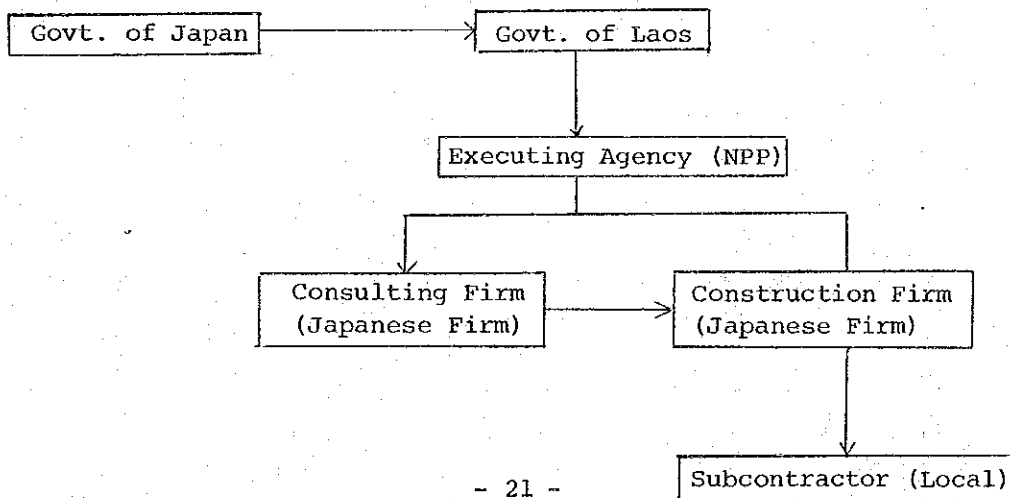 Govt. of Japan
Govt. of Laos
Executing Agency (NPP)
Consulting Firm
(Japanese Firm)
Construction Firm
(Japanese Firm)
Subcontractor (Local)
- 21 -